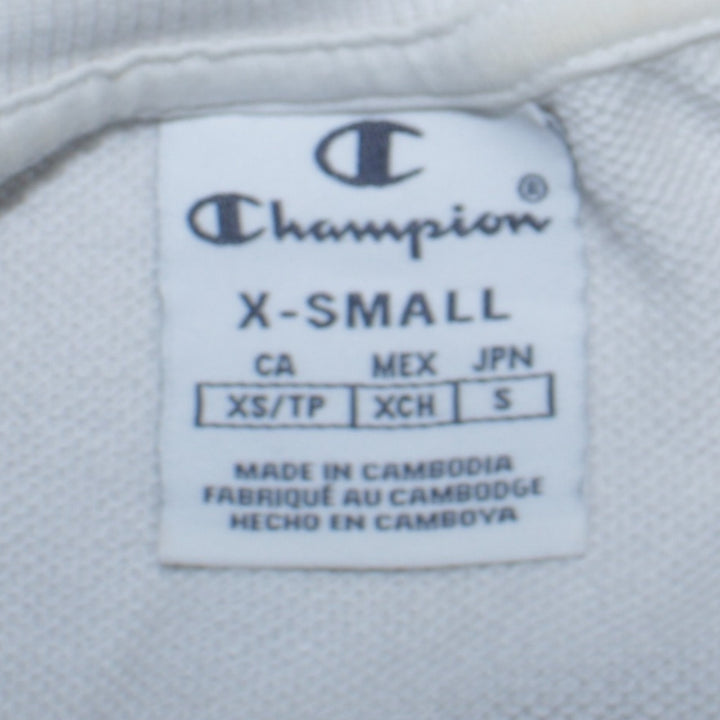 Champion®
X-SMALL
CA MEX JPN
XS/TP XCH S
MADE IN CAMBODIA
FABRIQUÉ AU CAMBODGE
HECHO EN CAMBOYA